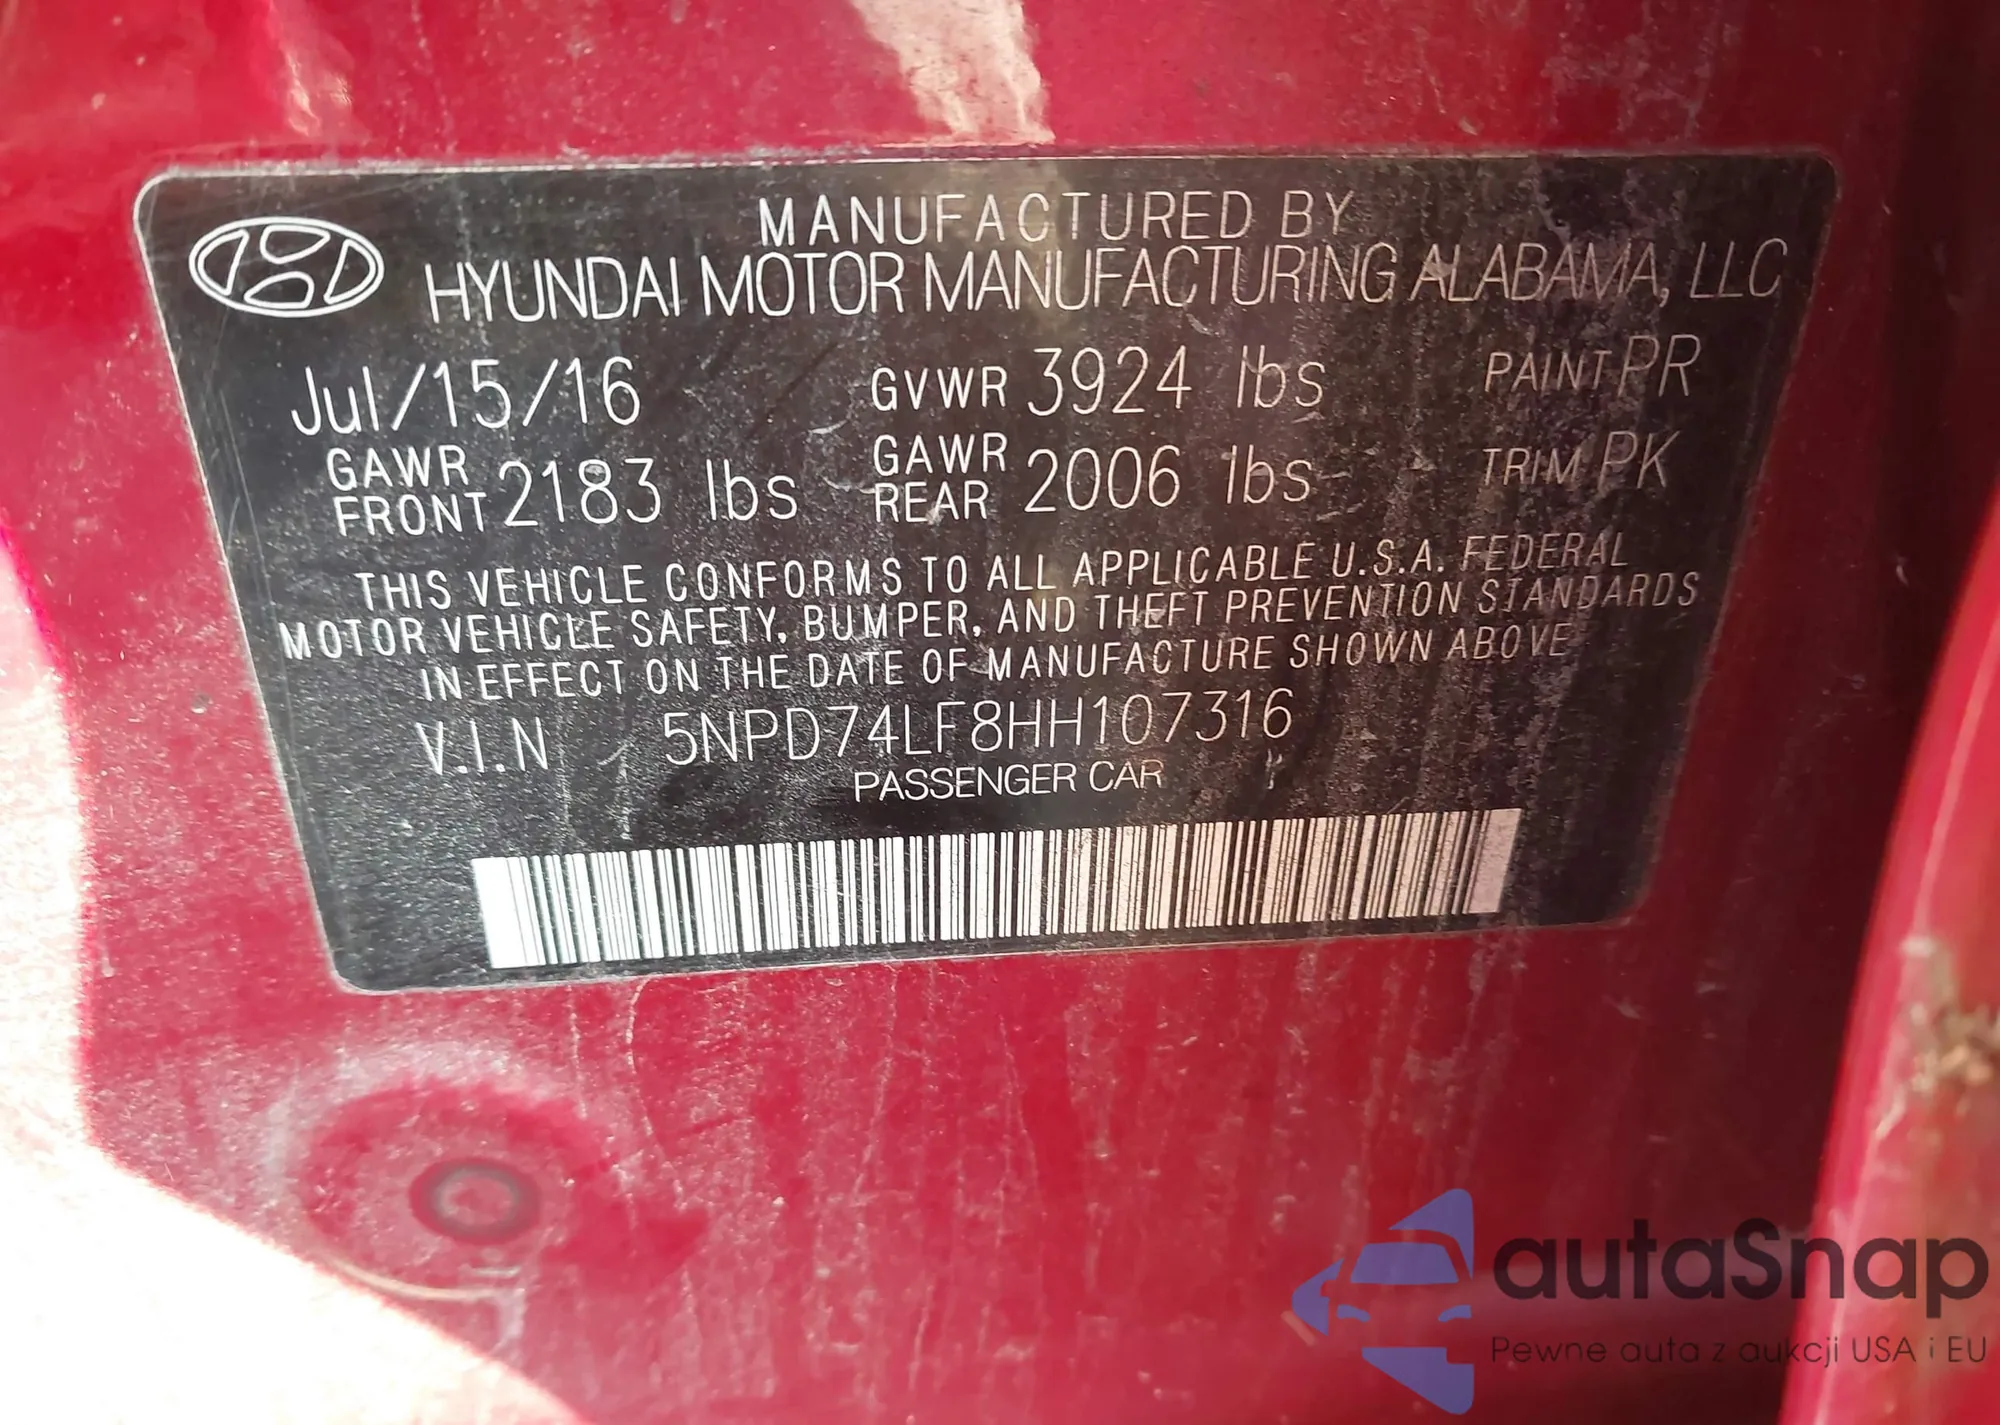 MANUFACTURED BY
HYUNDAI MOTOR MANUFACTURING ALABAMA, LLC
Jul/15/16 GVWR 3924 lbs PAINT PR
GAWR FRONT 2183 lbs GAWR REAR 2006 lbs TRIM PK
THIS VEHICLE CONFORMS TO ALL APPLICABLE U.S.A. FEDERAL
MOTOR VEHICLE SAFETY, BUMPER, AND THEFT PREVENTION STANDARDS
IN EFFECT ON THE DATE OF MANUFACTURE SHOWN ABOVE
V.I.N 5NPD74LF8HH107316
PASSENGER CAR
autaSnap
Pewne auta z aukcji USA i EU